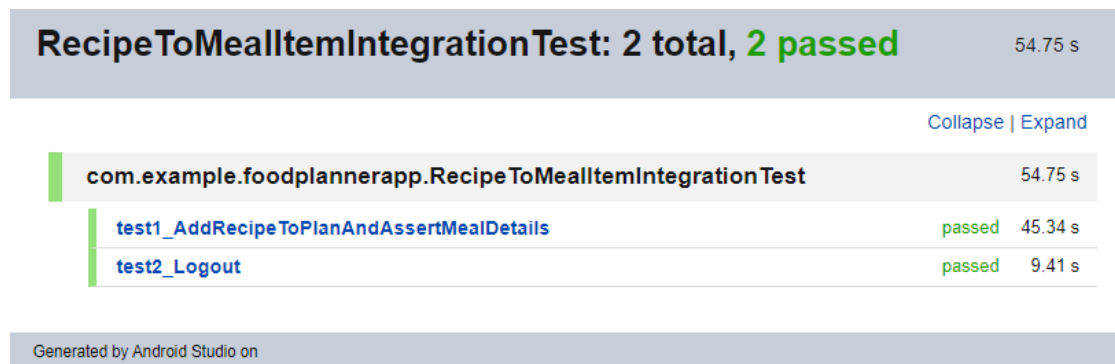 RecipeToMealItemIntegrationTest: 2 total, 2 passed 54.75 s
Collapse | Expand
com.example.foodplannerapp.RecipeToMealItemIntegrationTest 54.75 s
test1_AddRecipeToPlanAndAssertMealDetails passed 45.34 s
test2_Logout passed 9.41 s
Generated by Android Studio on